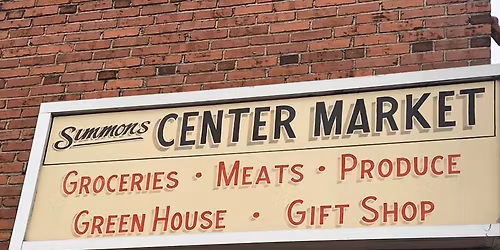 Simmons CENTER MARKET
GROCERIES · MEATS · PRODUCE
GREEN HOUSE · GIFT SHOP